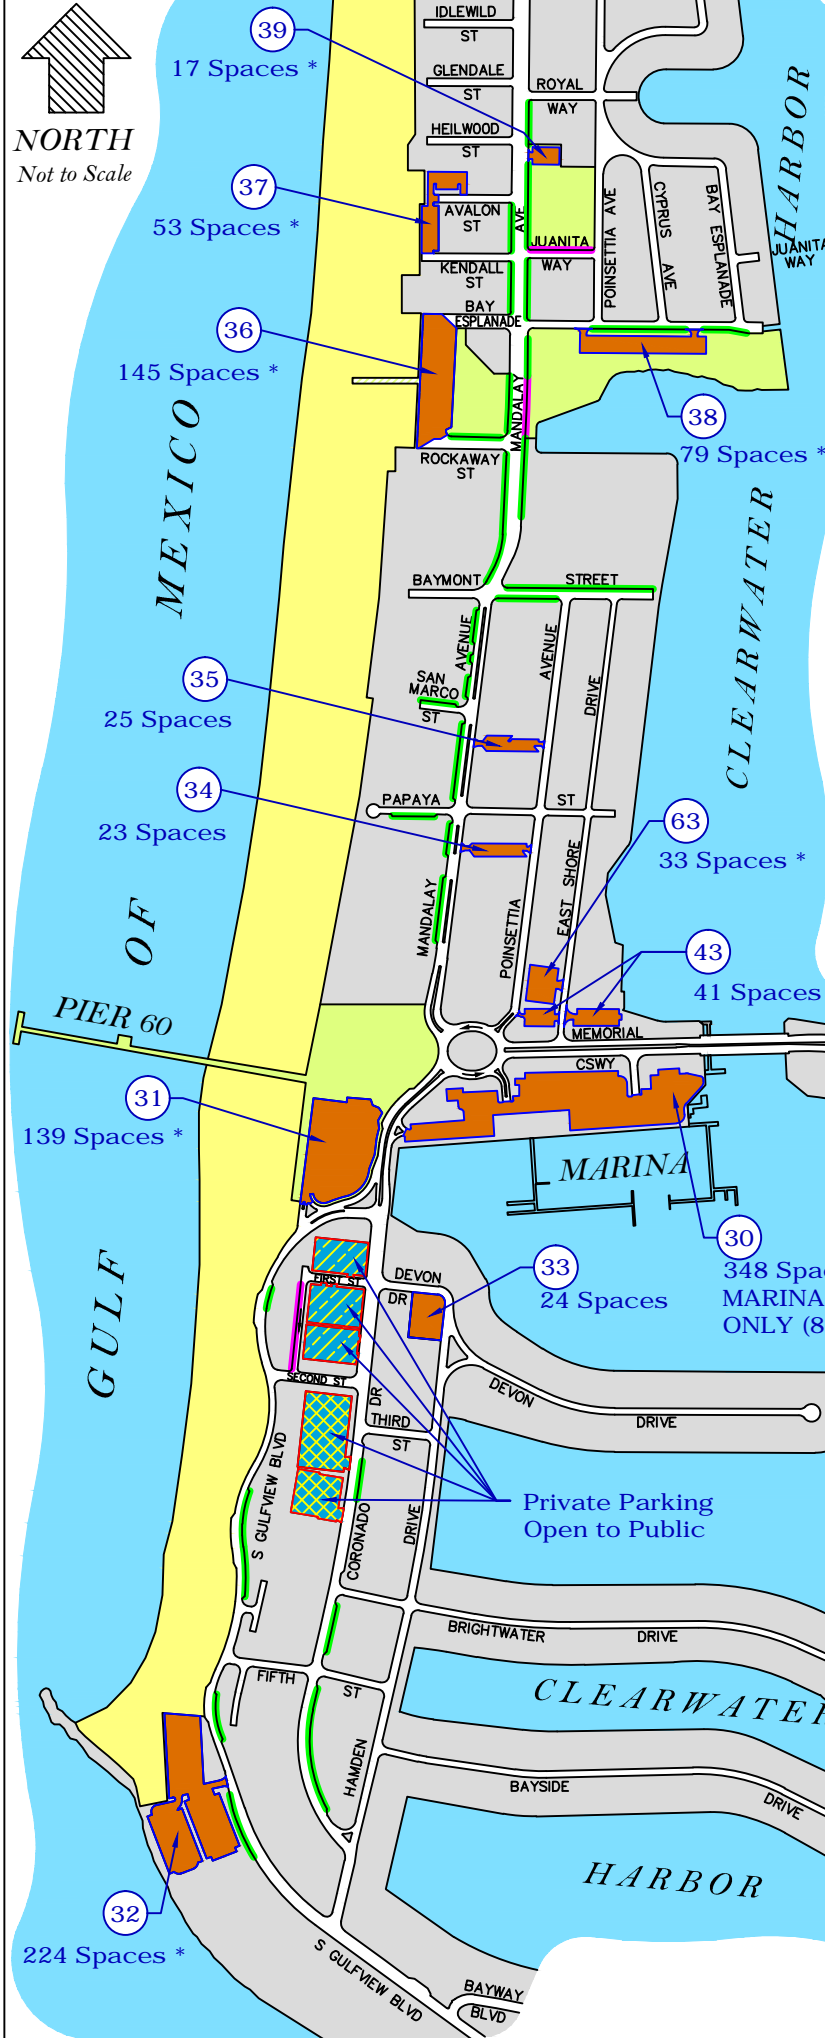 IDLEWILD
ST
39
17 Spaces *
GLENDALE
ST
ROYAL
WAY
NORTH
Not to Scale
HEILWOOD
ST
HARBOR
37
53 Spaces *
AVALON
ST
AVE
JUANITA
WAY
POINSETTIA AVE
CYPRUS AVE
BAY ESPLANADE
JUANITA
WAY
KENDALL
ST
BAY
ESPLANADE
36
145 Spaces *
MANDALAY
38
79 Spaces *
MEXICO
ROCKAWAY
ST
CLEARWATER
BAYMONT
STREET
AVENUE
AVENUE
DRIVE
SAN
MARCO
ST
35
25 Spaces
34
23 Spaces
PAPAYA
ST
63
33 Spaces *
MANDALAY
POINSETTIA
EAST SHORE
OF
43
41 Spaces
PIER 60
MEMORIAL
CSWY
31
139 Spaces *
MARINA
30
348 Spa
MARINA
ONLY (8
GULF
FIRST ST
DEVON
DR
33
24 Spaces
SECOND ST
DR
THIRD
ST
DEVON
DRIVE
S GULFVIEW BLVD
Private Parking
Open to Public
CORONADO
DRIVE
BRIGHTWATER
DRIVE
FIFTH
ST
CLEARWATER
HAMDEN
BAYSIDE
DRIVE
HARBOR
32
224 Spaces *
S GULFVIEW BLVD
BAYWAY
BLVD